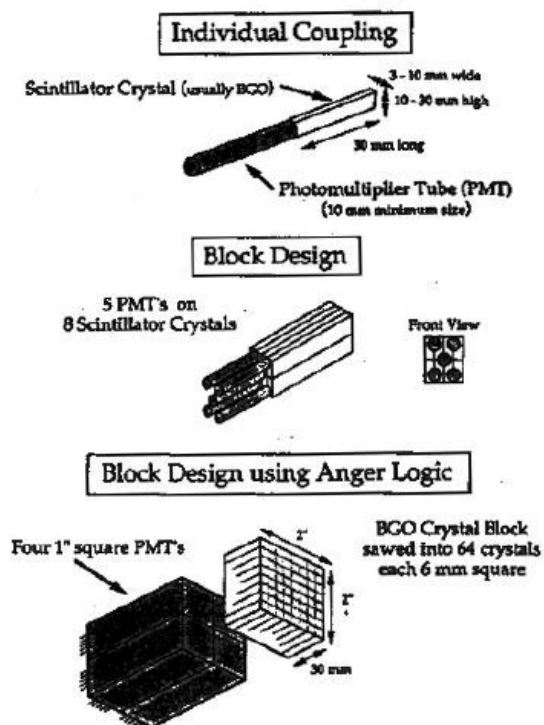 Individual Coupling
3 - 10 mm wide
Scintillator Crystal (usually BGO)
10 - 30 mm high
30 mm long
Photomultiplier Tube (PMT)
(10 mm minimum size)
Block Design
5 PMT's on
8 Scintillator Crystals
Front View
Block Design using Anger Logic
Four 1" square PMT's
2"
BGO Crystal Block
sawed into 64 crystals
each 6 mm square
2"
30 mm